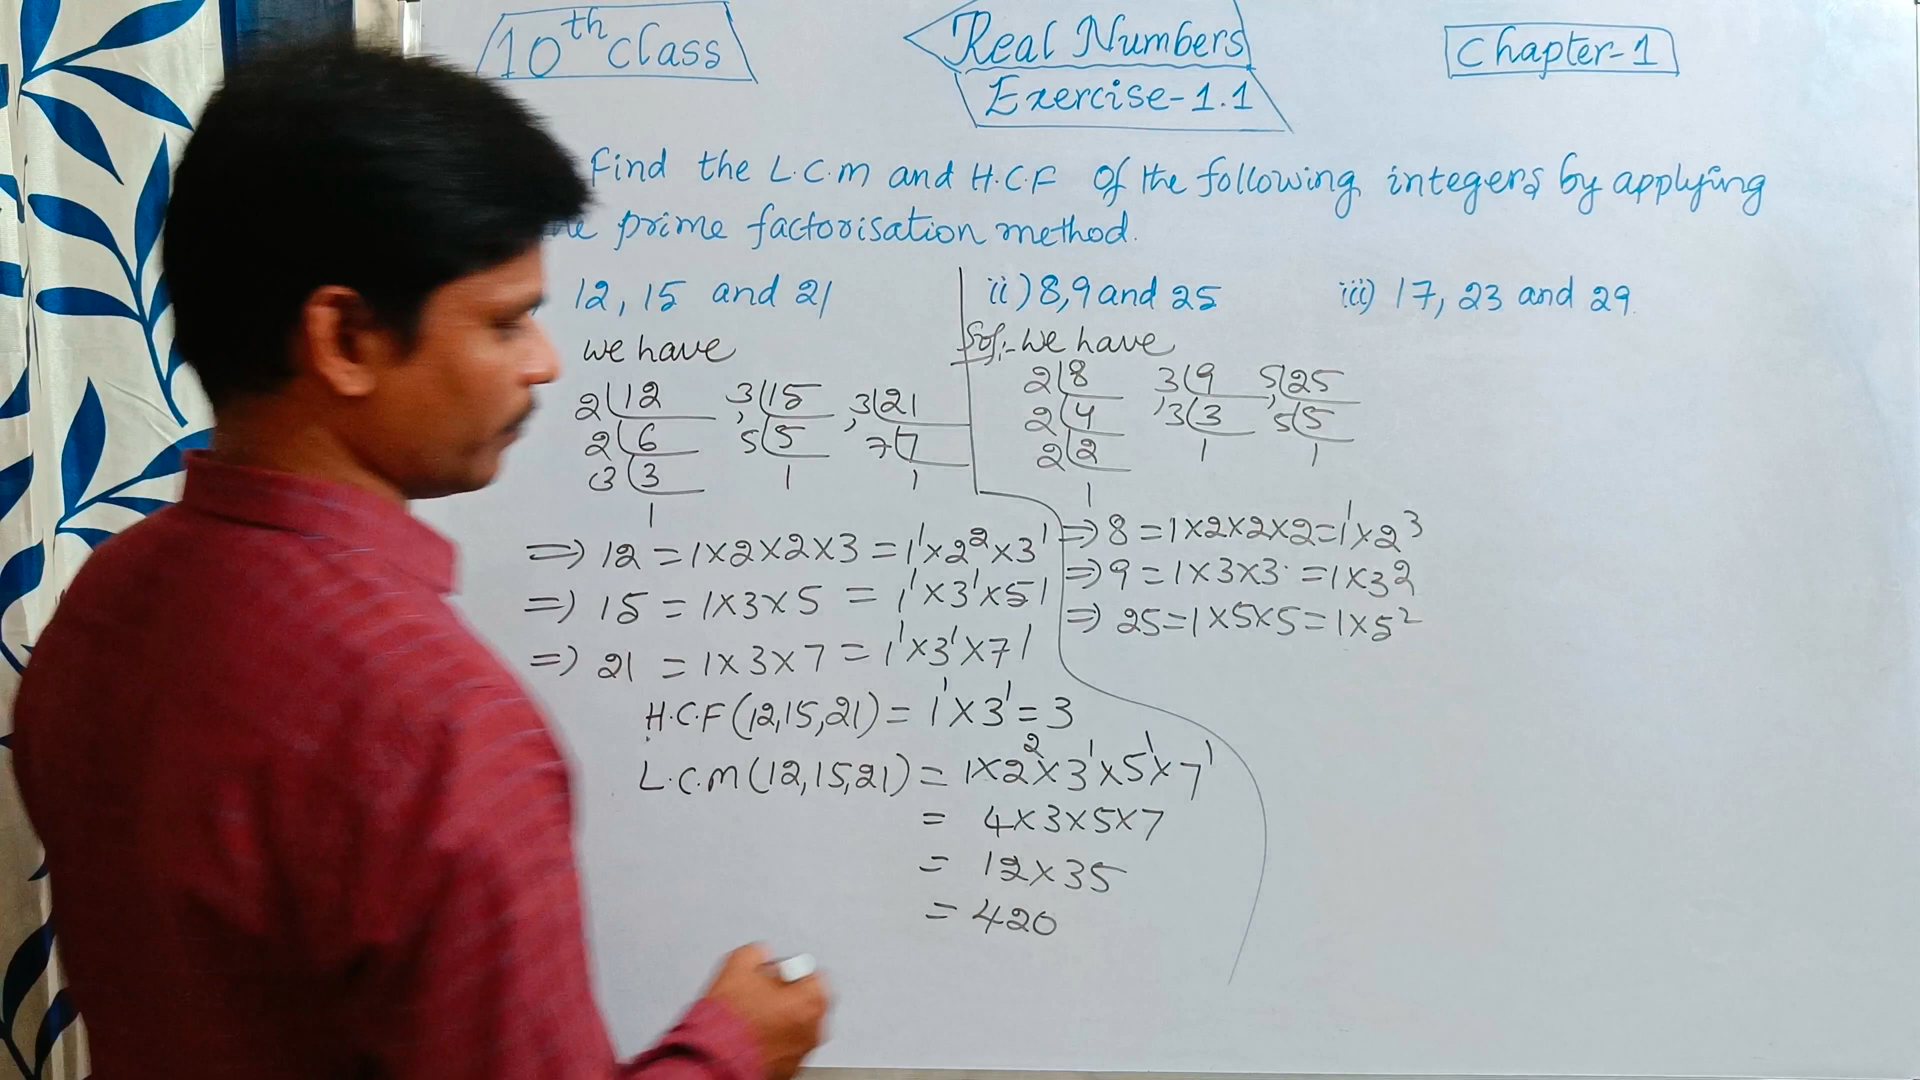 10th class
Real Numbers
Chapter-1
Exercise-1.1
Find the L.C.M and H.C.F Of the following integers by applying
prime factorisation method.
12, 15 and 21
we have
2 12 , 3 15 , 3 21
2 6 5 5 7 7
3 3 1 1
1
=> 12 = 1×2×2×3 = 1¹×2²×3¹
=> 15 = 1×3×5 = 1¹×3¹×5¹
=> 21 = 1×3×7 = 1¹×3¹×7¹
H.C.F (12,15,21) = 1¹×3¹ = 3
L.C.M (12,15,21) = 1×2²×3¹×5¹×7¹
= 4×3×5×7
= 12×35
= 420
ii) 8,9 and 25
Sol:- we have
2 8 , 3 9 , 5 25
2 4 3 3 5 5
2 2 1 1
1
=> 8 = 1×2×2×2 = 1¹×2³
=> 9 = 1×3×3 = 1×3²
=> 25 = 1×5×5 = 1×5²
iii) 17, 23 and 29.